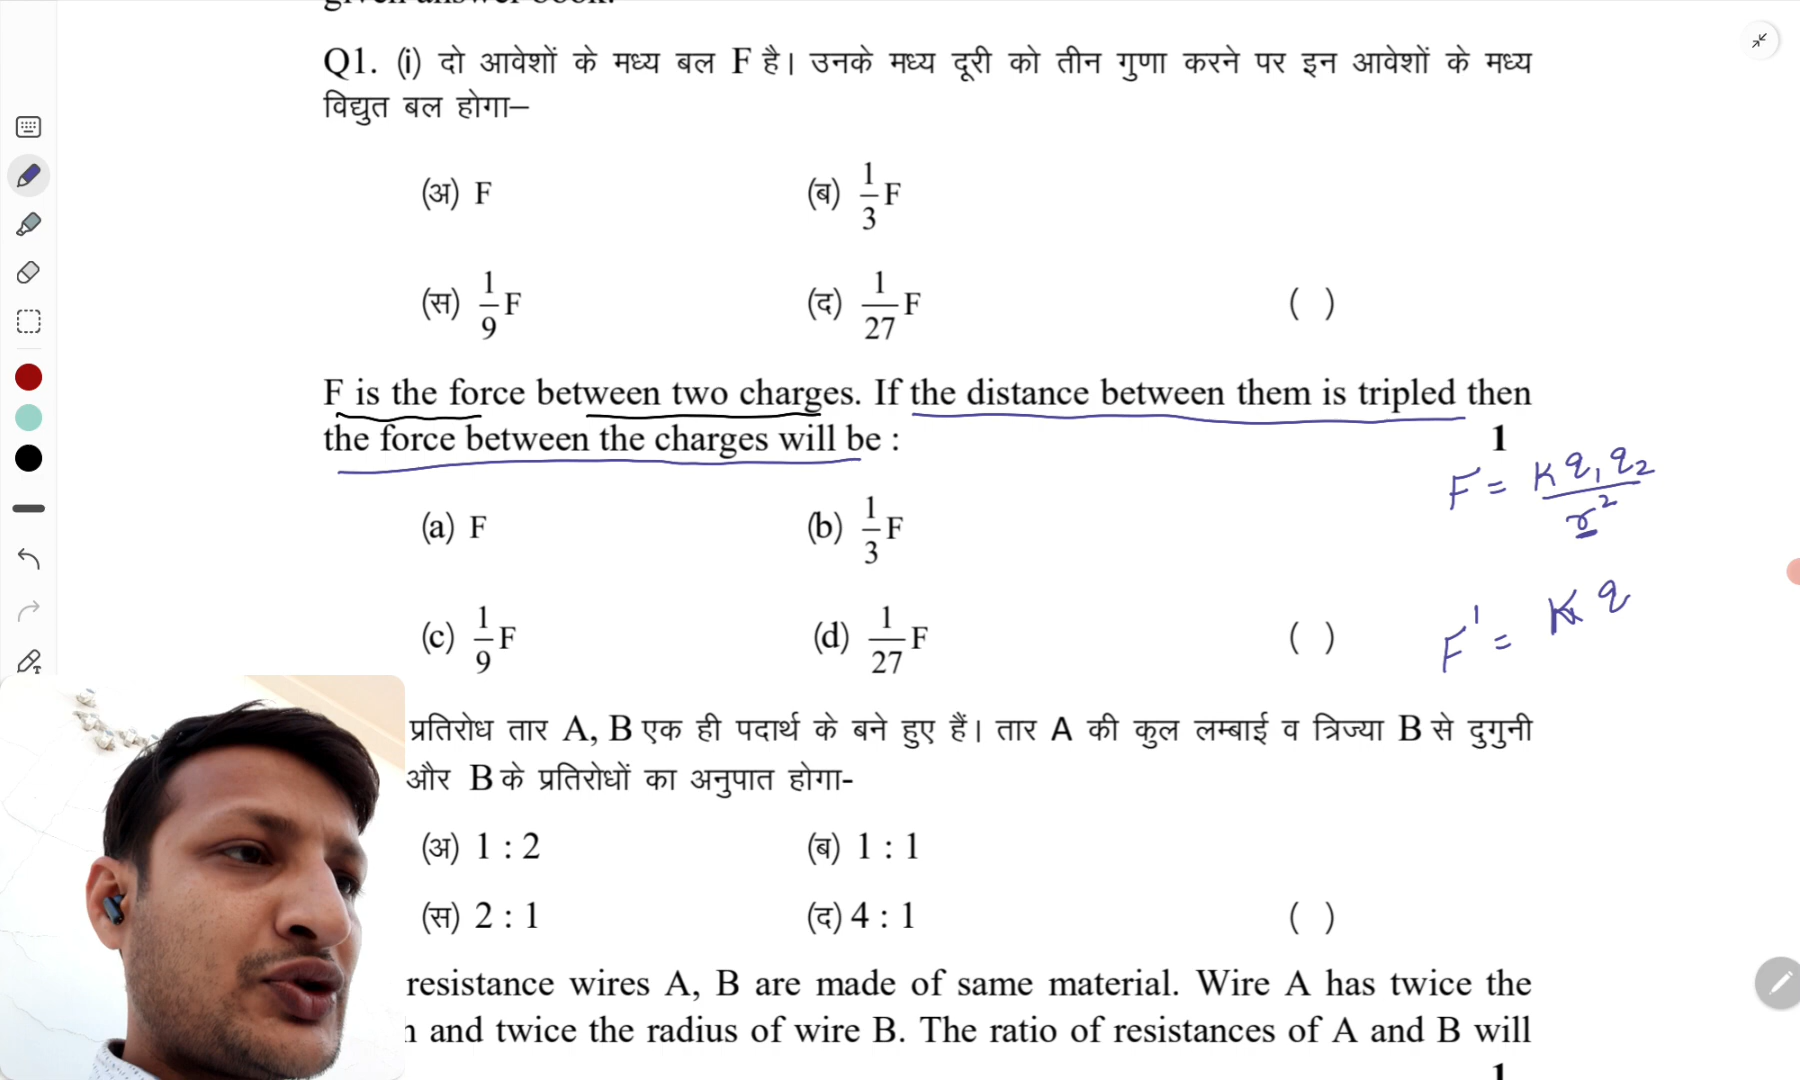 Q1. (i) दो आवेशों के मध्य बल F है। उनके मध्य दूरी को तीन गुणा करने पर इन आवेशों के मध्य
विद्युत बल होगा–
(अ) F (ब) 1/3 F
(स) 1/9 F (द) 1/27 F ( )
F is the force between two charges. If the distance between them is tripled then
the force between the charges will be : 1
F = K q₁ q₂ / r²
(a) F (b) 1/3 F
F' = K q
(c) 1/9 F (d) 1/27 F ( )
प्रतिरोध तार A, B एक ही पदार्थ के बने हुए हैं। तार A की कुल लम्बाई व त्रिज्या B से दुगुनी
और B के प्रतिरोधों का अनुपात होगा-
(अ) 1 : 2 (ब) 1 : 1
(स) 2 : 1 (द) 4 : 1 ( )
resistance wires A, B are made of same material. Wire A has twice the
and twice the radius of wire B. The ratio of resistances of A and B will
1